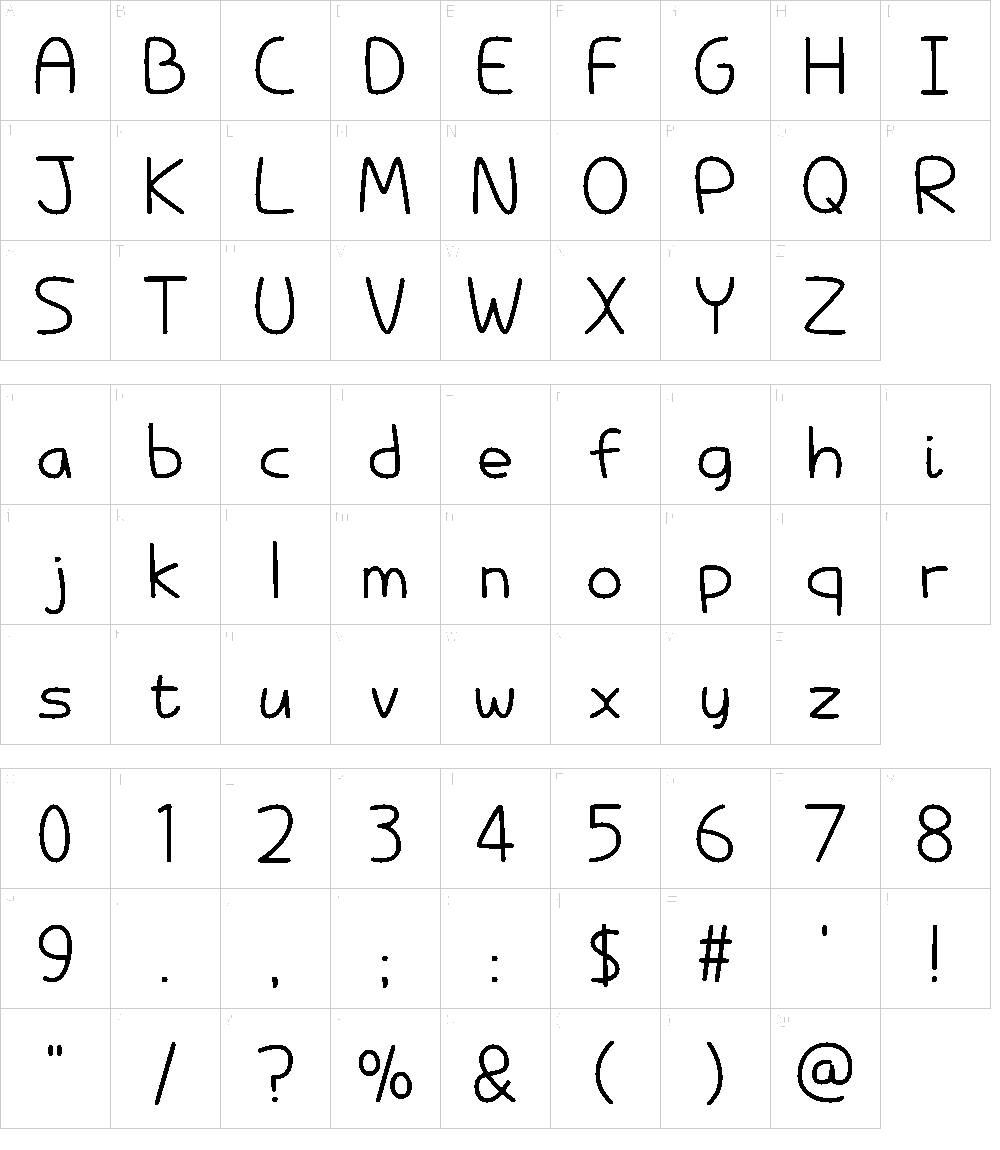 A B C D E F G H I
J K L M N O P Q R
S T U V W X Y Z
a b c d e f g h i
j k l m n o p q r
s t u v w x y z
0 1 2 3 4 5 6 7 8
9 . , ; : $ # ' !
" / ? % & ( ) @